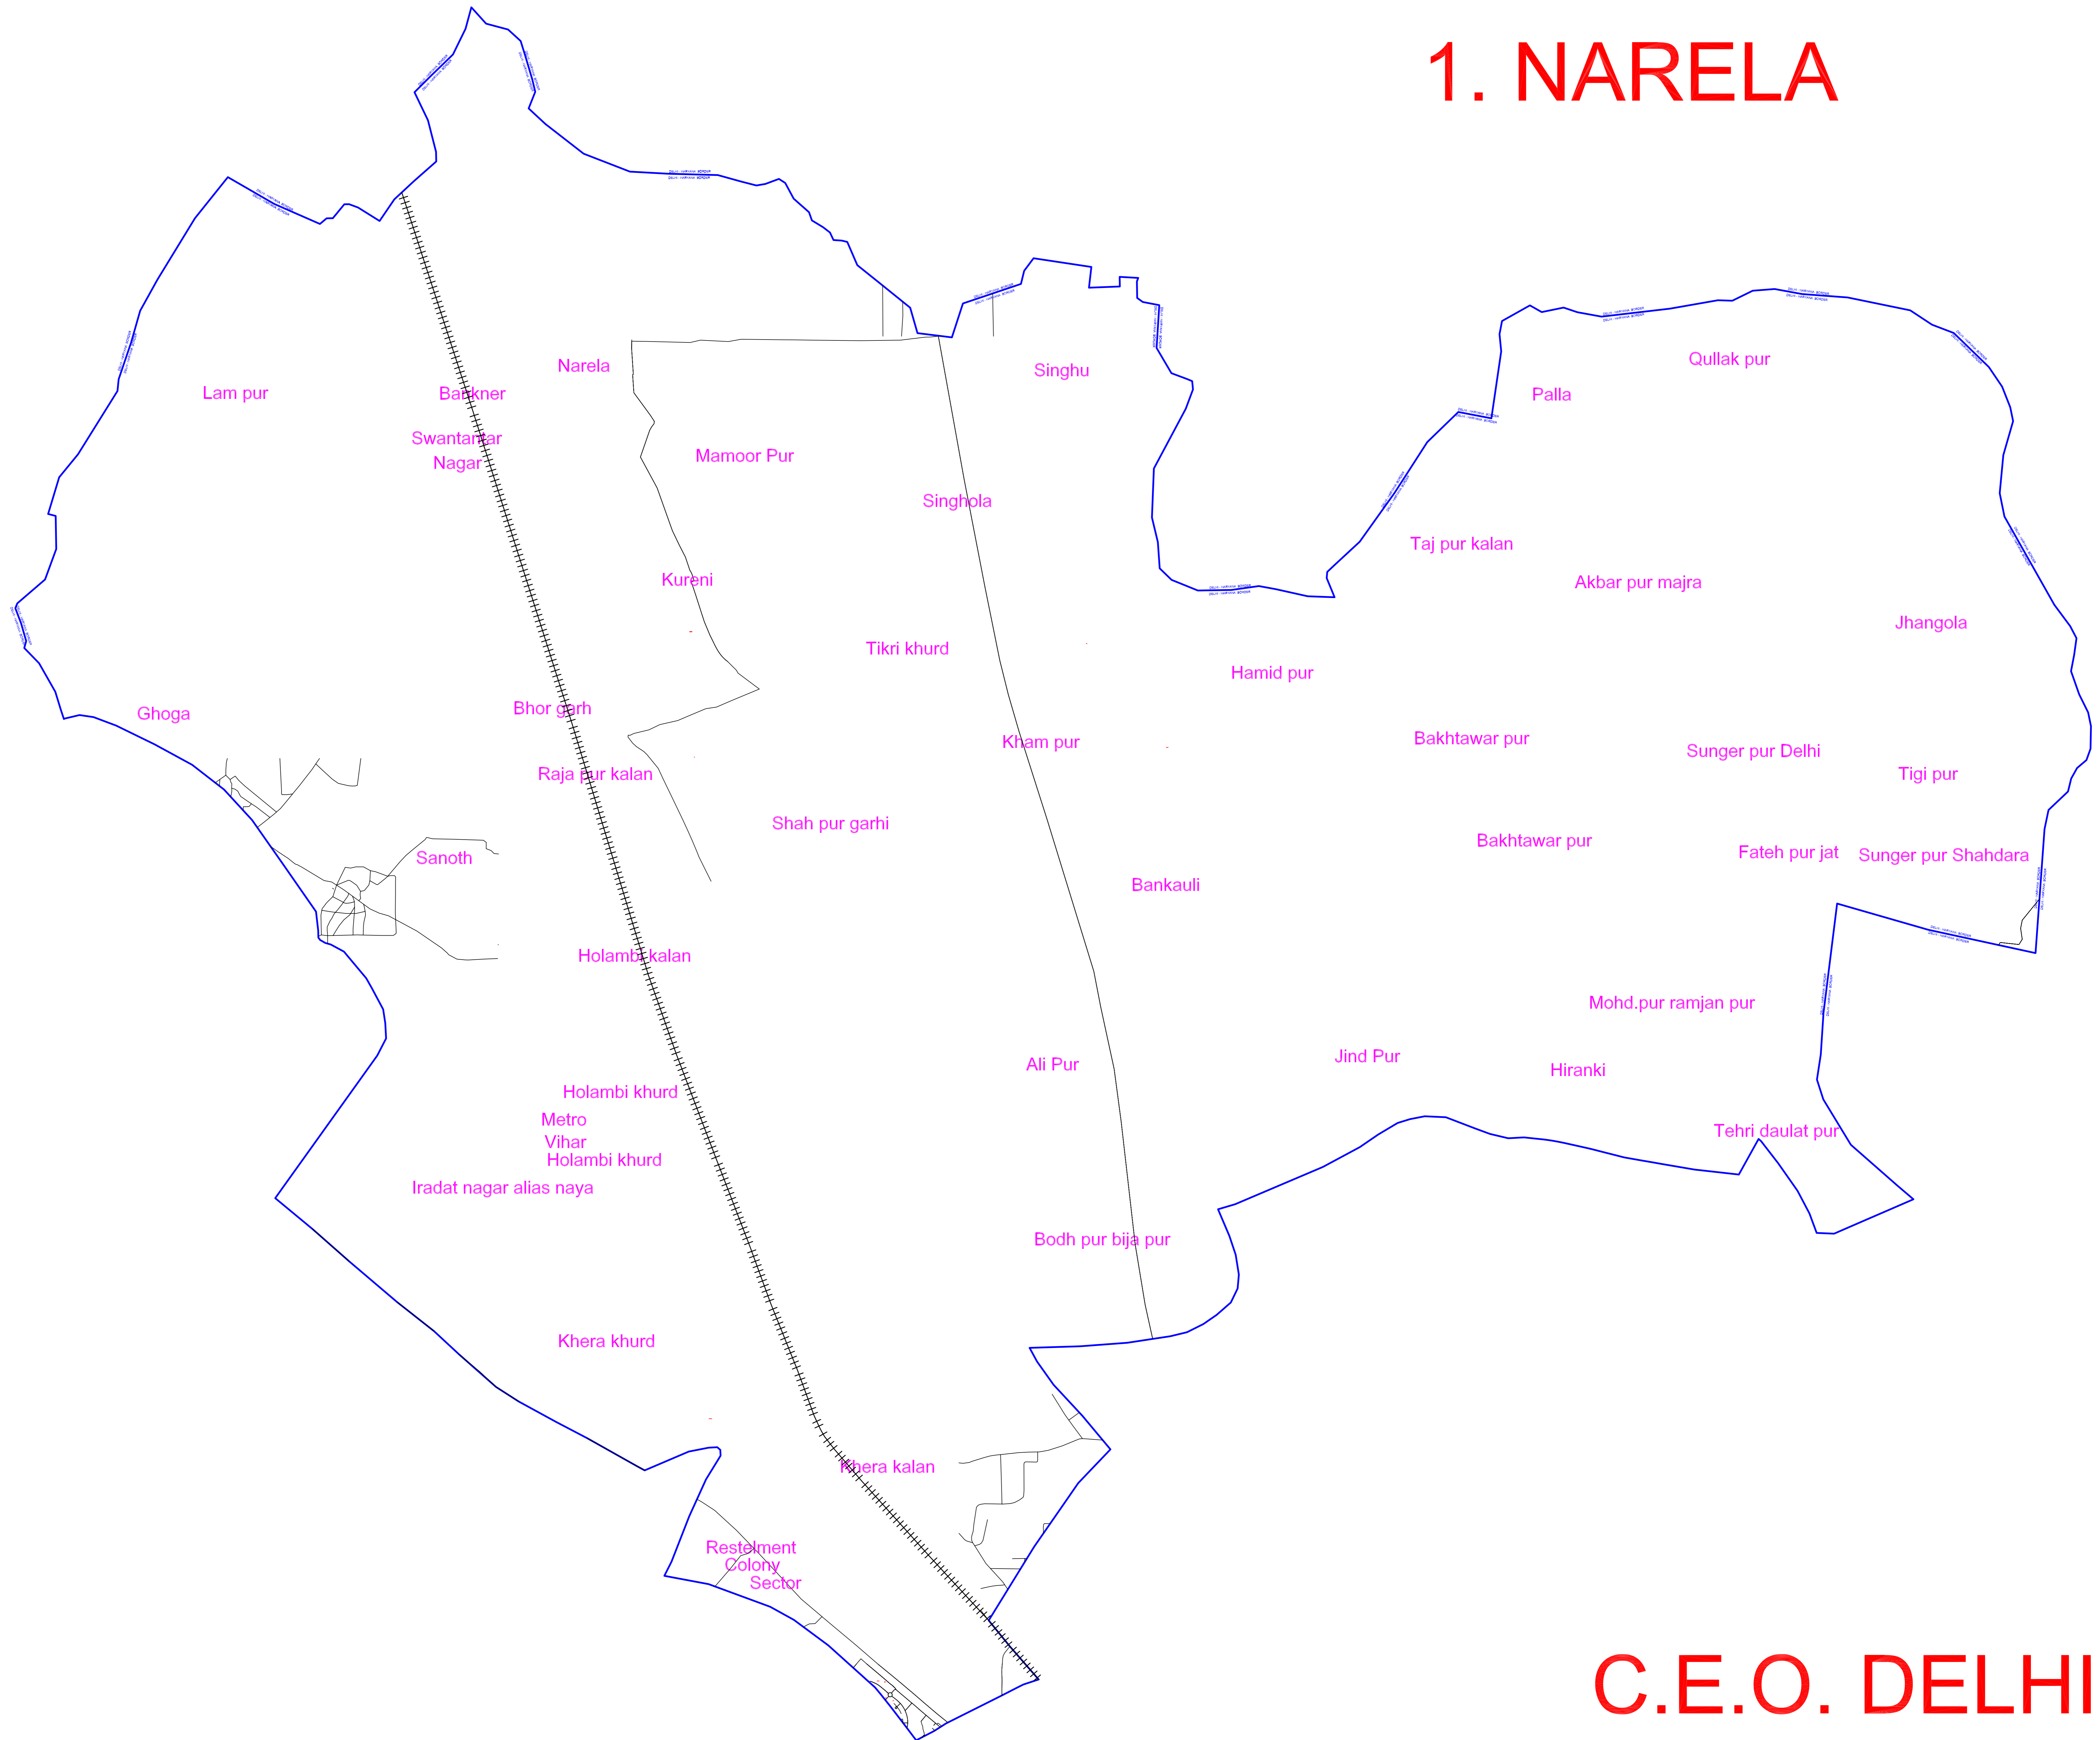 1. NARELA
DELHI-HARYANA BORDER
Narela
Singhu
Qullak pur
Lam pur
Bankner
Palla
Swantantar
Nagar
Mamoor Pur
Singhola
Taj pur kalan
Kureni
Akbar pur majra
Jhangola
Tikri khurd
Hamid pur
Ghoga
Bhor garh
Kham pur
Bakhtawar pur
Sunger pur Delhi
Raja pur kalan
Tigi pur
Shah pur garhi
Bakhtawar pur
Sanoth
Fateh pur jat
Sunger pur Shahdara
Bankauli
Holambi kalan
Mohd.pur ramjan pur
Ali Pur
Jind Pur
Hiranki
Holambi khurd
Metro
Vihar
Holambi khurd
Tehri daulat pur
Iradat nagar alias naya
Bodh pur bija pur
Khera khurd
Khera kalan
Restelment
Colony
Sector
C.E.O. DELHI